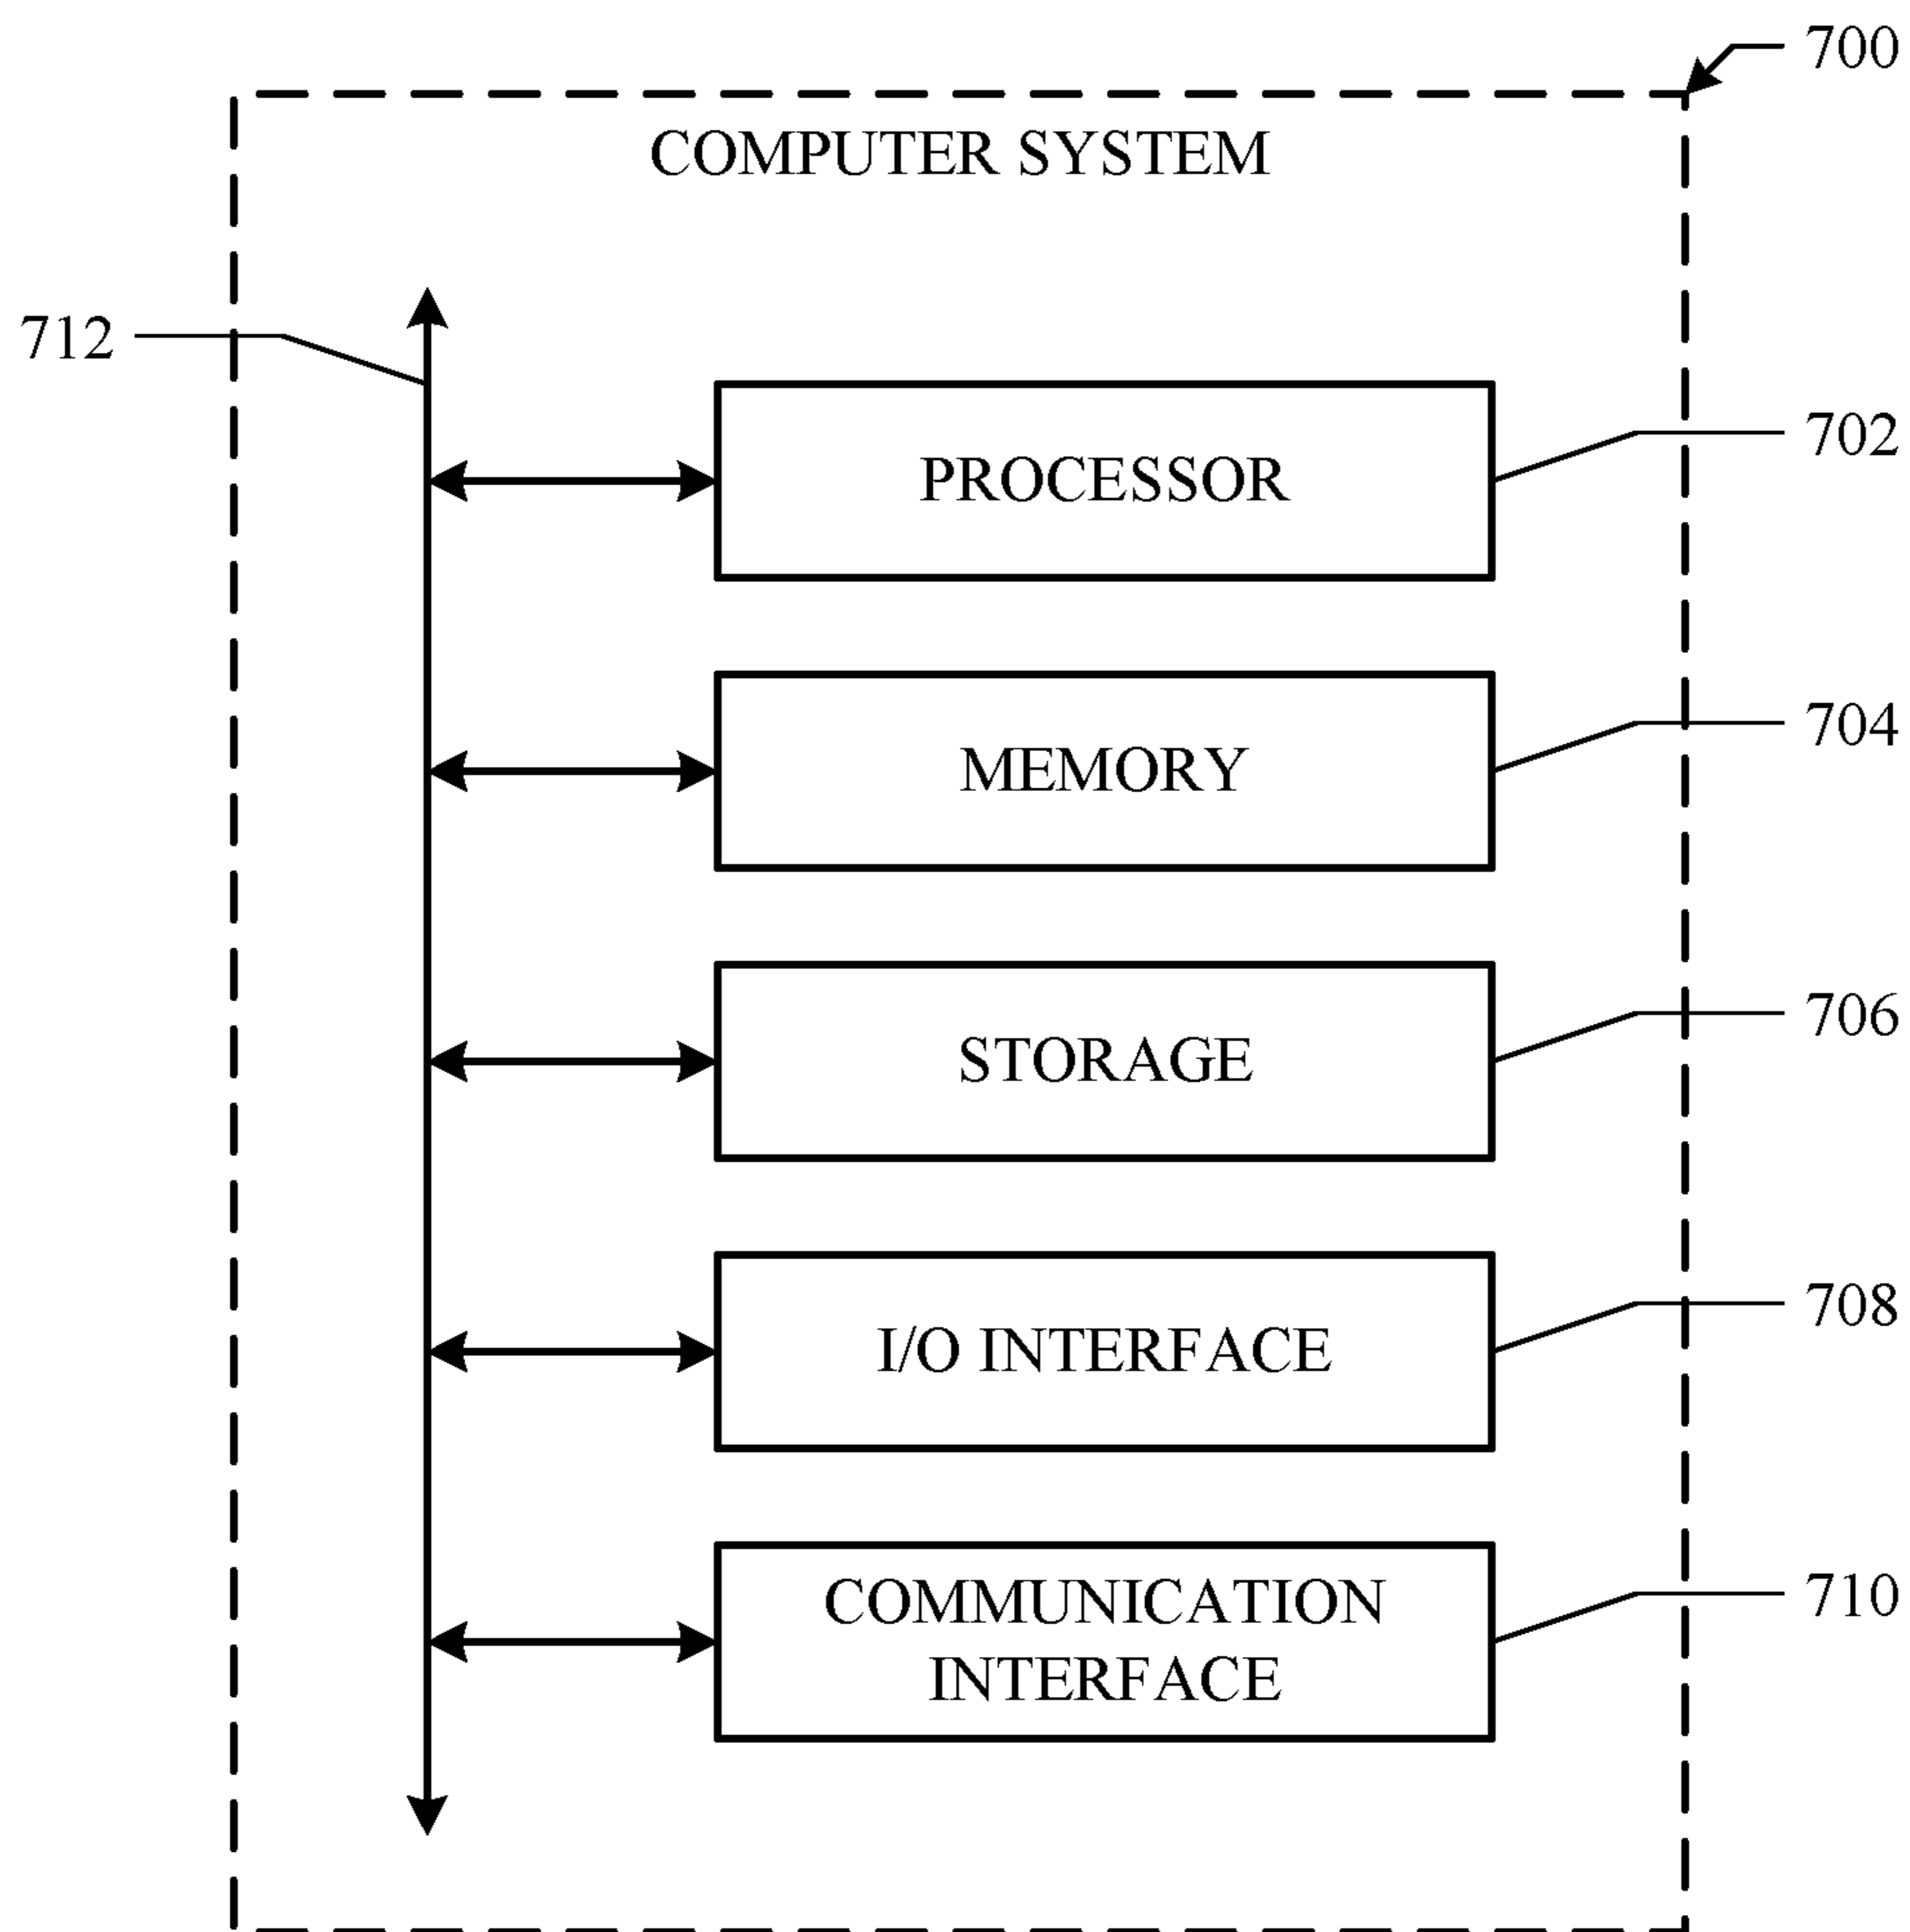 700
COMPUTER SYSTEM
712
702
PROCESSOR
704
MEMORY
706
STORAGE
708
I/O INTERFACE
710
COMMUNICATION
INTERFACE